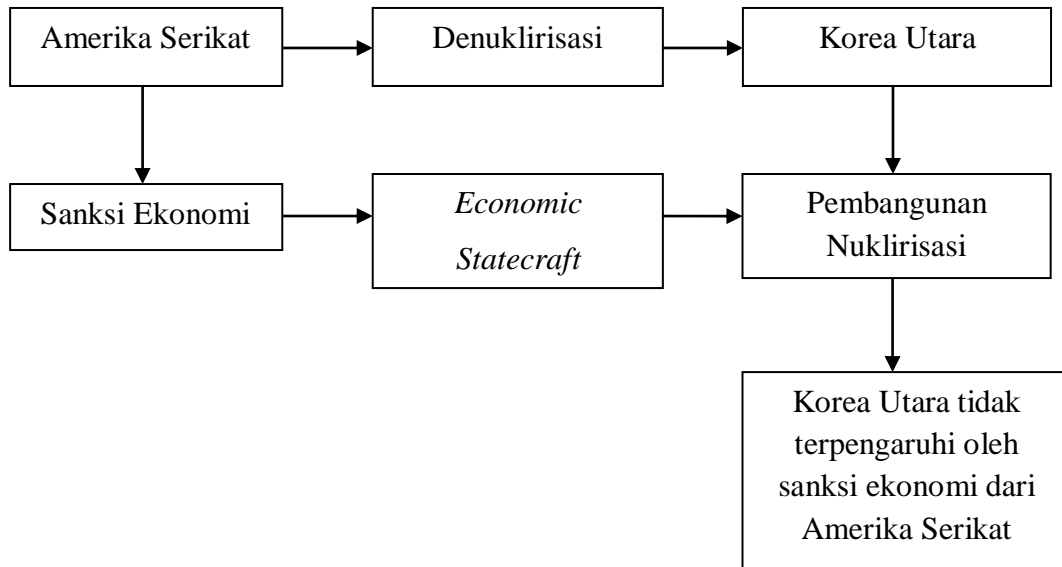 Amerika Serikat
Denuklirisasi
Korea Utara
Sanksi Ekonomi
Economic
Statecraft
Pembangunan
Nuklirisasi
Korea Utara tidak
terpengaruhi oleh
sanksi ekonomi dari
Amerika Serikat